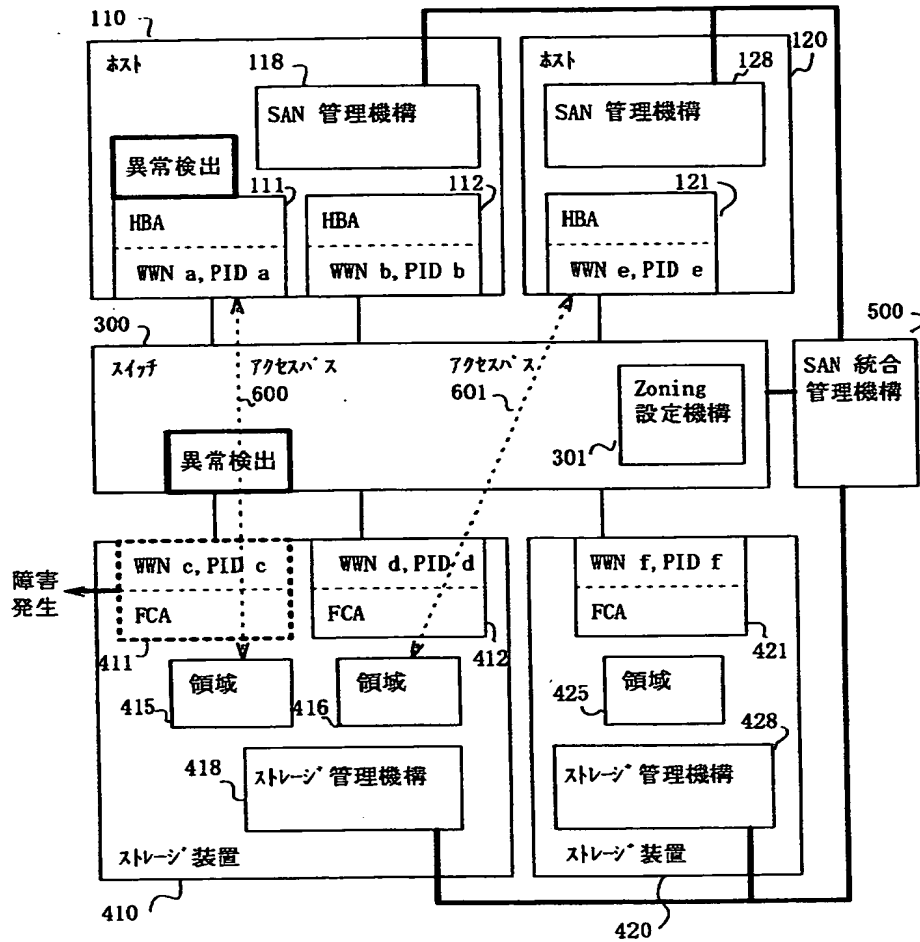 110
120
ホスト
118
SAN 管理機構
異常検出
111
HBA
WWN a,PID a
112
HBA
WWN b,PID b
ホスト
128
SAN 管理機構
121
HBA
WWN e,PID e
300
スイッチ
アクセスパス
600
アクセスパス
601
Zoning
設定機構
301
異常検出
500
SAN 統合
管理機構
障害
発生
WWN c,PID c
FCA
411
WWN d,PID d
FCA
412
WWN f,PID f
FCA
421
領域
415
領域
416
領域
425
418
ストレージ 管理機構
428
ストレージ 管理機構
ストレージ 装置
410
ストレージ 装置
420